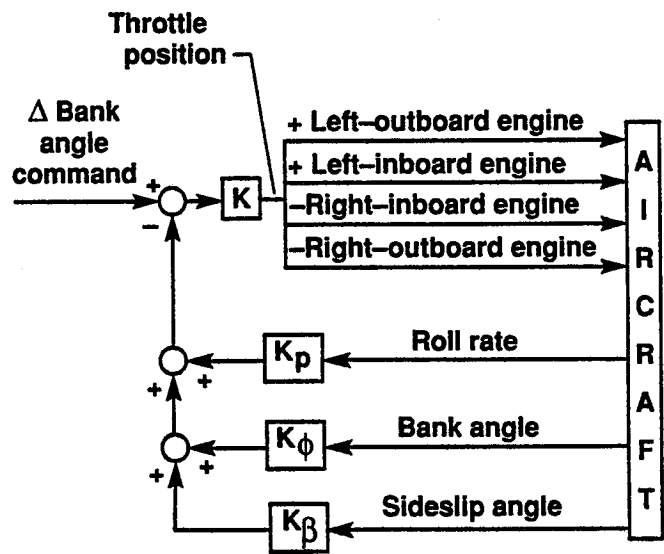 Throttle
position
Δ Bank
angle
command
+
−
K
+ Left–outboard engine
+ Left–inboard engine
–Right–inboard engine
–Right–outboard engine
AIRCRAFT
Roll rate
Kp
+
+
Bank angle
Kϕ
+
+
Sideslip angle
Kβ